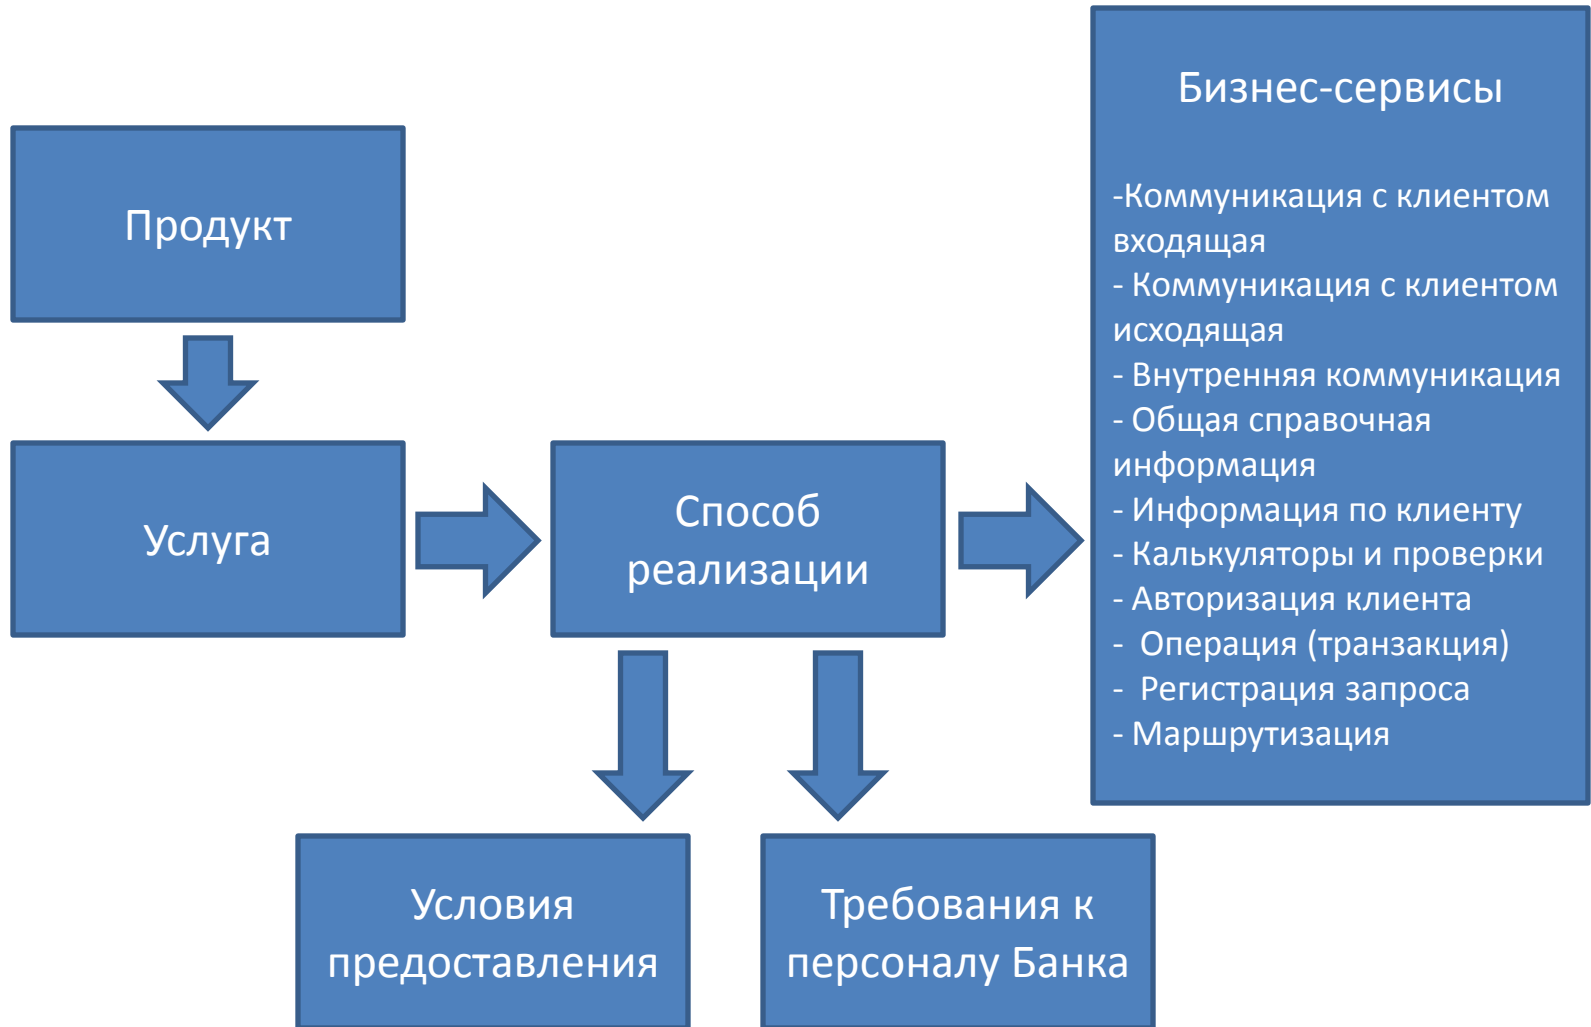 Продукт
Услуга
Способ
реализации
Условия
предоставления
Требования к
персоналу Банка
Бизнес-сервисы
-Коммуникация с клиентом
входящая
- Коммуникация с клиентом
исходящая
- Внутренняя коммуникация
- Общая справочная
информация
- Информация по клиенту
- Калькуляторы и проверки
- Авторизация клиента
-  Операция (транзакция)
-  Регистрация запроса
- Маршрутизация